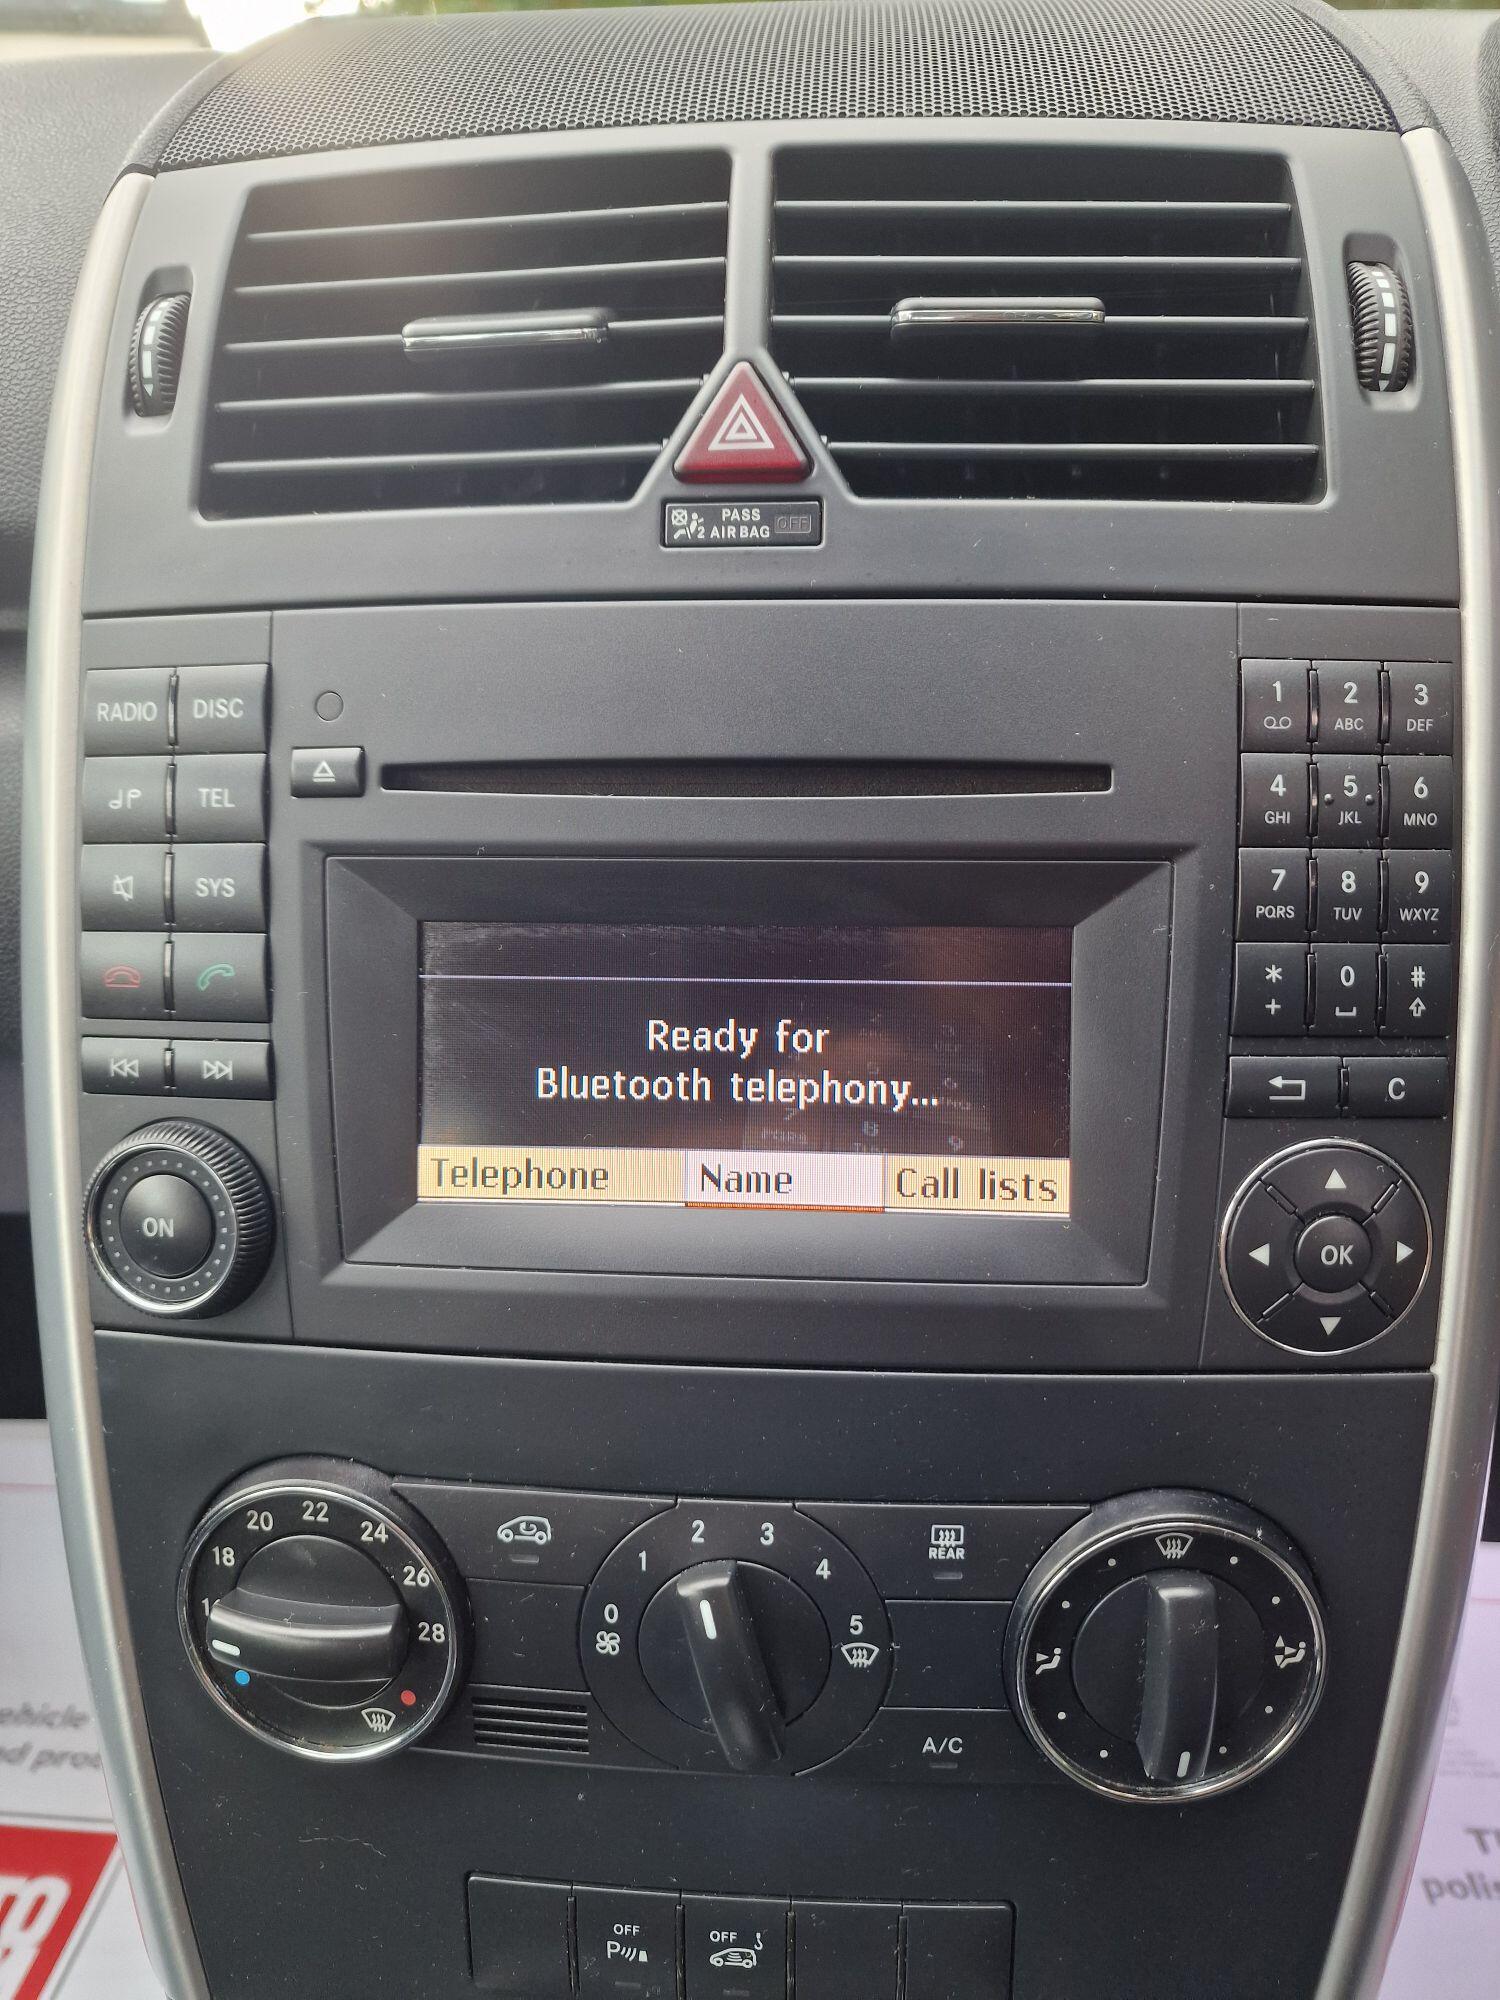 PASS
2 AIRBAG OFF
RADIO DISC
TEL
SYS
1
2 ABC
3 DEF
4 GHI
5 JKL
6 MNO
7 PQRS
8 TUV
9 WXYZ
* +
0
#
C
Ready for
Bluetooth telephony...
Telephone Name Call lists
ON
OK
18 20 22 24 26 28
0 1 2 3 4 5
REAR
A/C
OFF
P
OFF